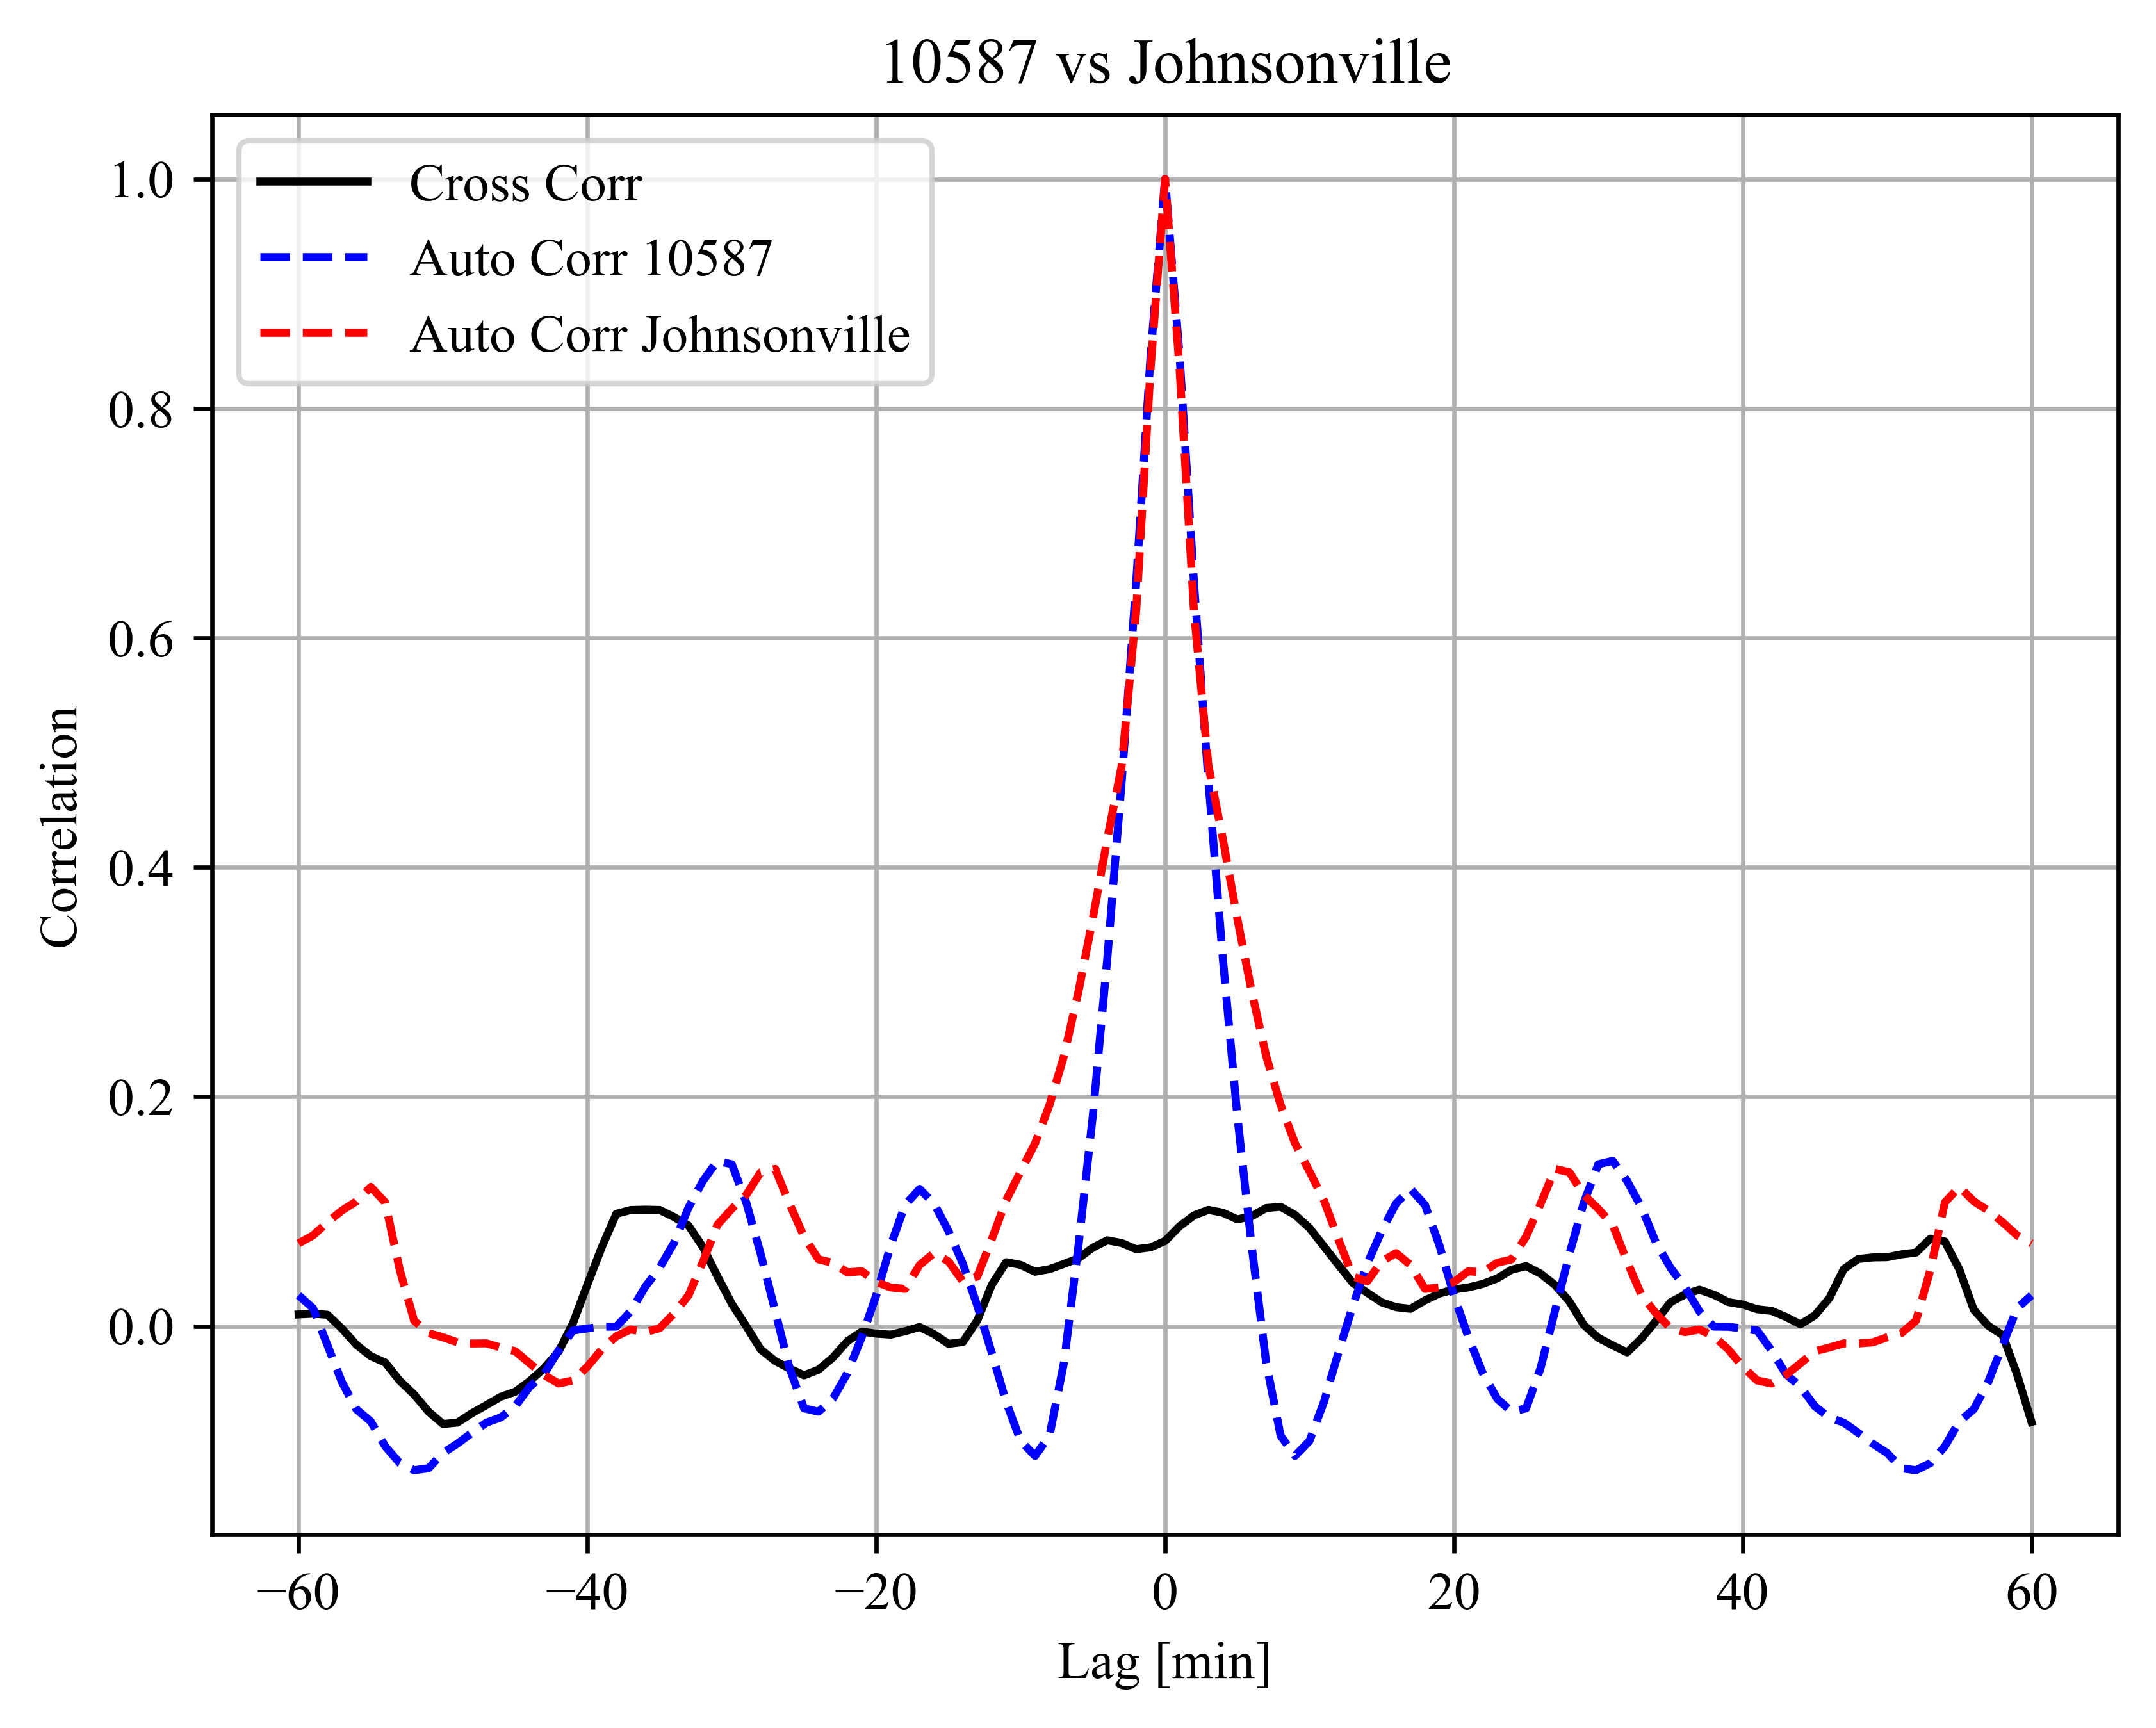 10587 vs Johnsonville
Cross Corr
Auto Corr 10587
Auto Corr Johnsonville
1.0
0.8
0.6
0.4
0.2
0.0
Correlation
−60 −40 −20 0 20 40 60
Lag [min]